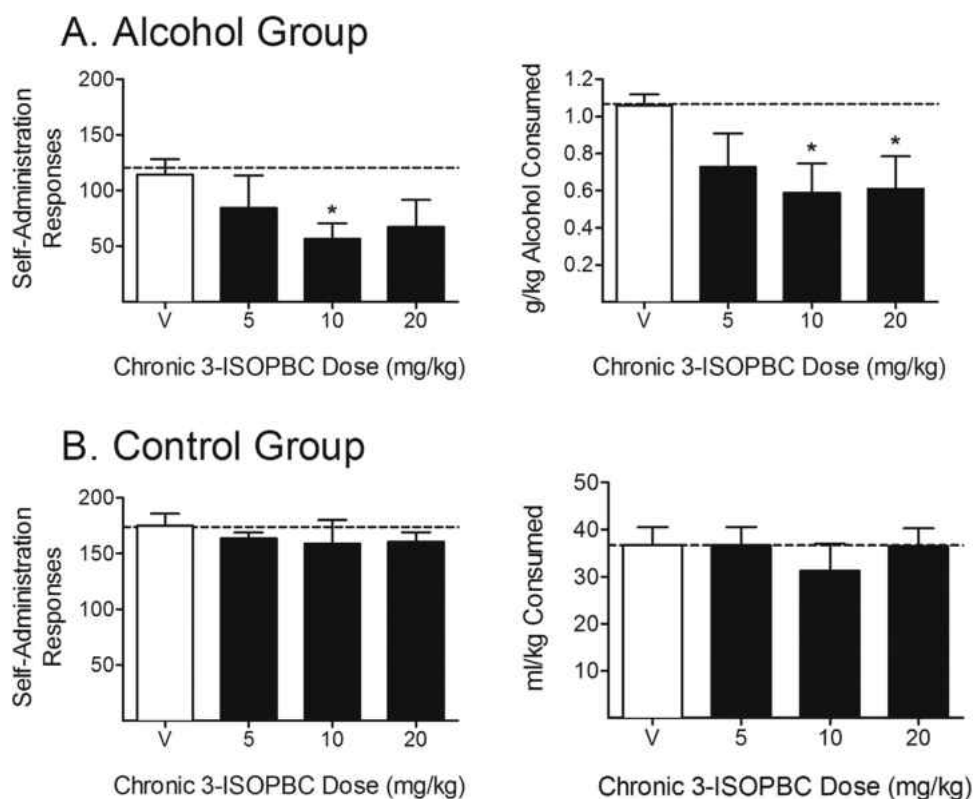 A. Alcohol Group
Self-Administration
Responses
200
150
100
50
*
V 5 10 20
Chronic 3-ISOPBC Dose (mg/kg)
g/kg Alcohol Consumed
1.2
1.0
0.8
0.6
0.4
0.2
* *
V 5 10 20
Chronic 3-ISOPBC Dose (mg/kg)
B. Control Group
Self-Administration
Responses
200
150
100
50
V 5 10 20
Chronic 3-ISOPBC Dose (mg/kg)
ml/kg Consumed
50
40
30
20
10
V 5 10 20
Chronic 3-ISOPBC Dose (mg/kg)